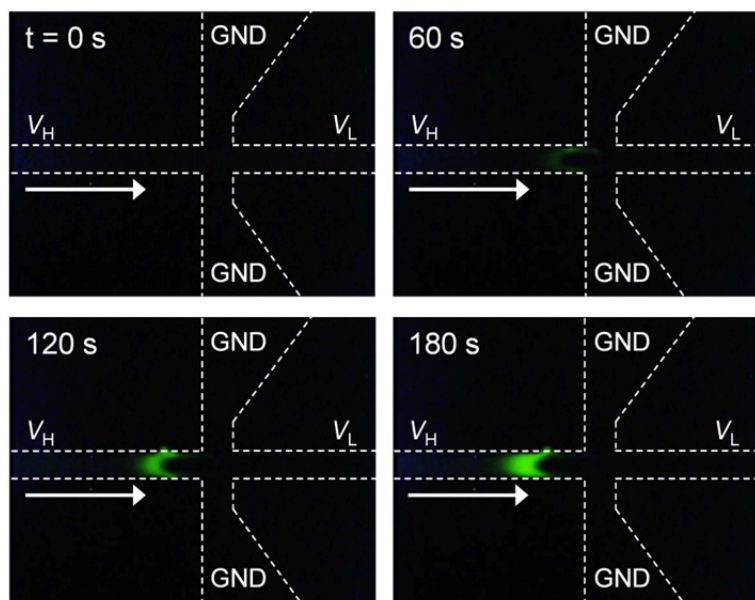 t = 0 s
GND
V_H
V_L
GND
60 s
GND
V_H
V_L
GND
120 s
GND
V_H
V_L
GND
180 s
GND
V_H
V_L
GND